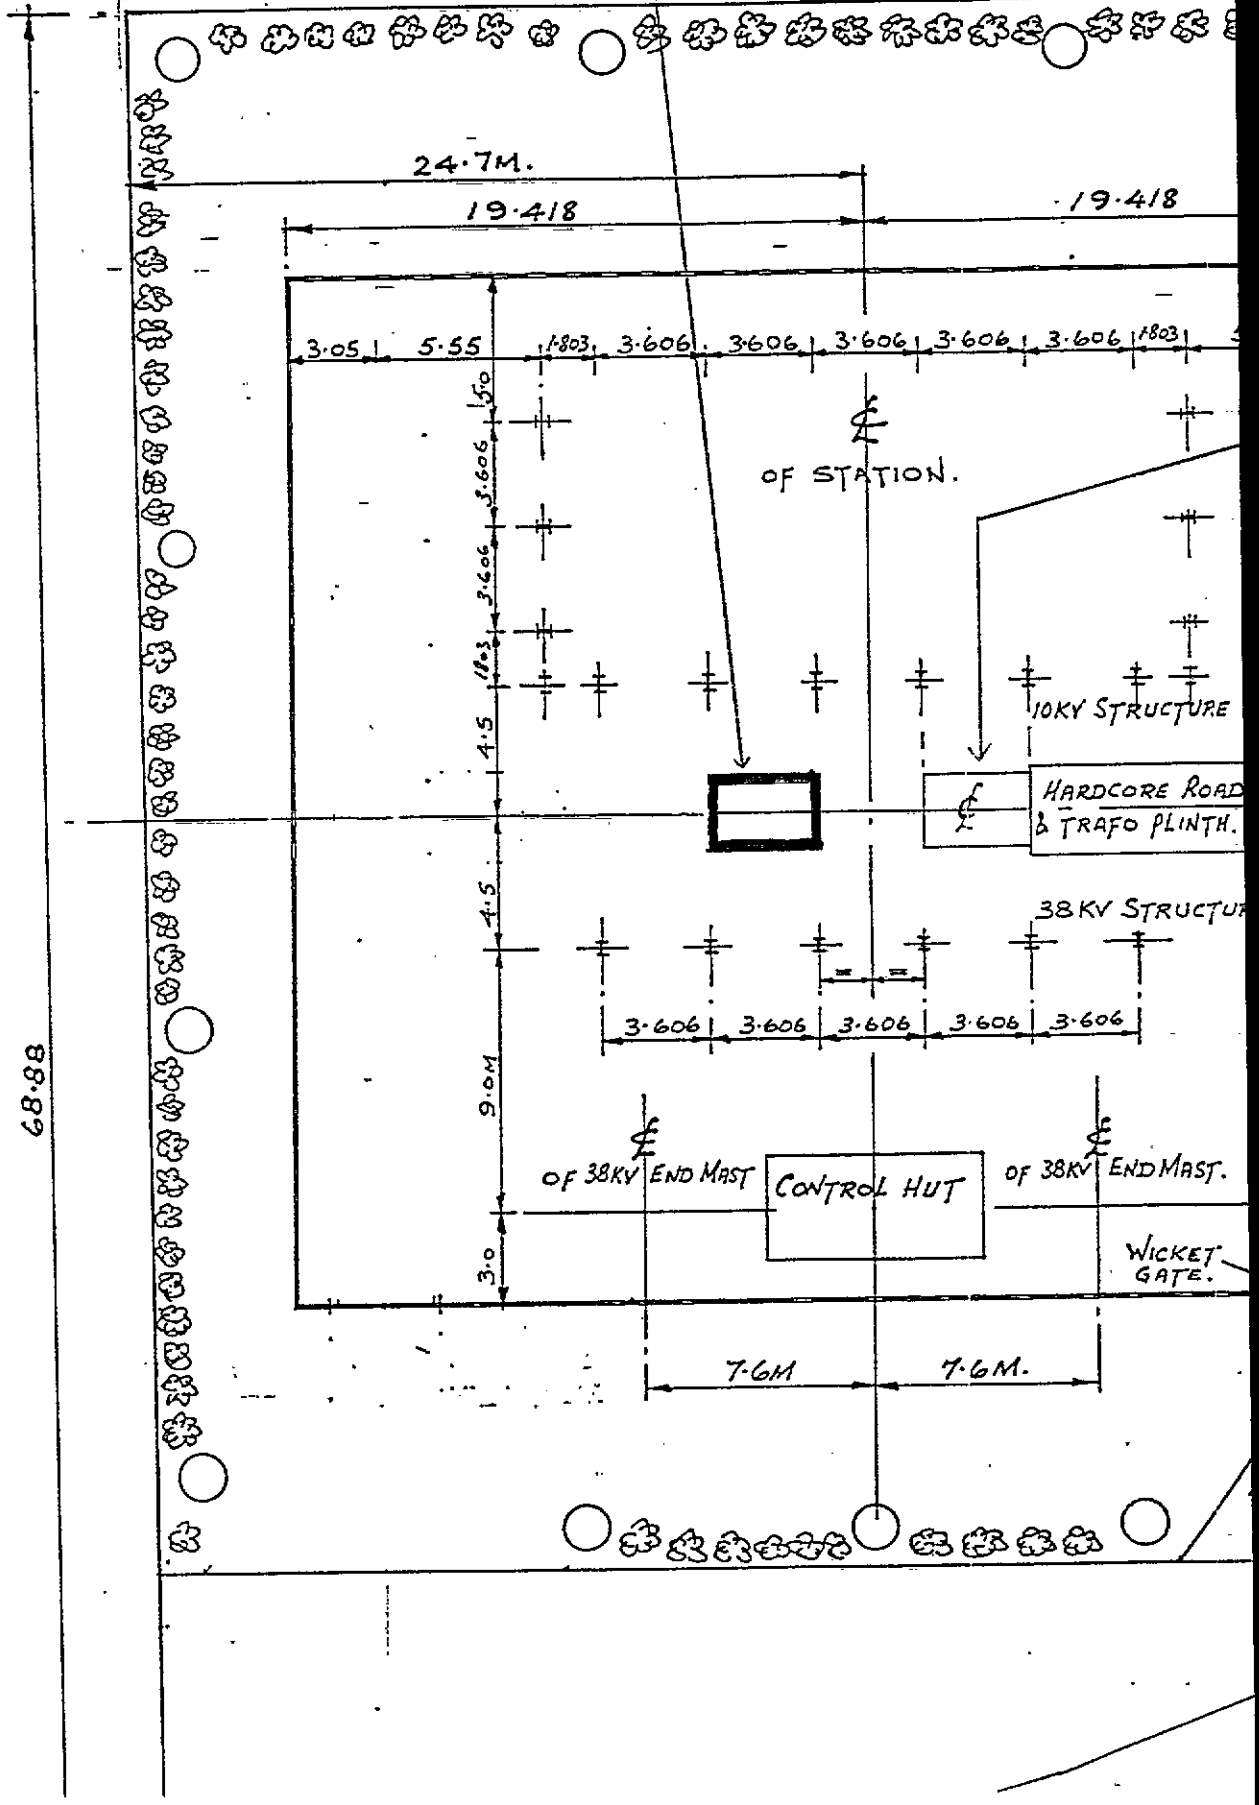 24.7M.
19.418
19.418
3.05
5.55
1.803
3.606
3.606
3.606
3.606
3.606
1.803
5.0
3.606
3.606
1.803
4.5
4.5
9.0M
3.0
68.88
℄
OF STATION.
10KV STRUCTURE
℄
HARDCORE ROAD
& TRAFO PLINTH.
38KV STRUCTU
= =
3.606
3.606
3.606
3.606
3.606
℄
OF 38KV END MAST
CONTROL HUT
℄
OF 38KV END MAST.
WICKET
GATE.
7.6M
7.6M.